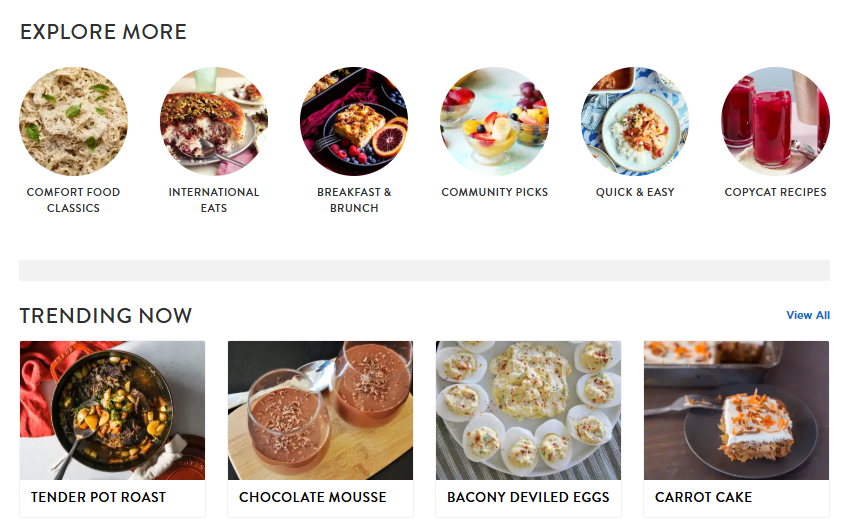 EXPLORE MORE
COMFORT FOOD
CLASSICS
INTERNATIONAL
EATS
BREAKFAST &
BRUNCH
COMMUNITY PICKS
QUICK & EASY
COPYCAT RECIPES
TRENDING NOW
View All
TENDER POT ROAST
CHOCOLATE MOUSSE
BACONY DEVILED EGGS
CARROT CAKE